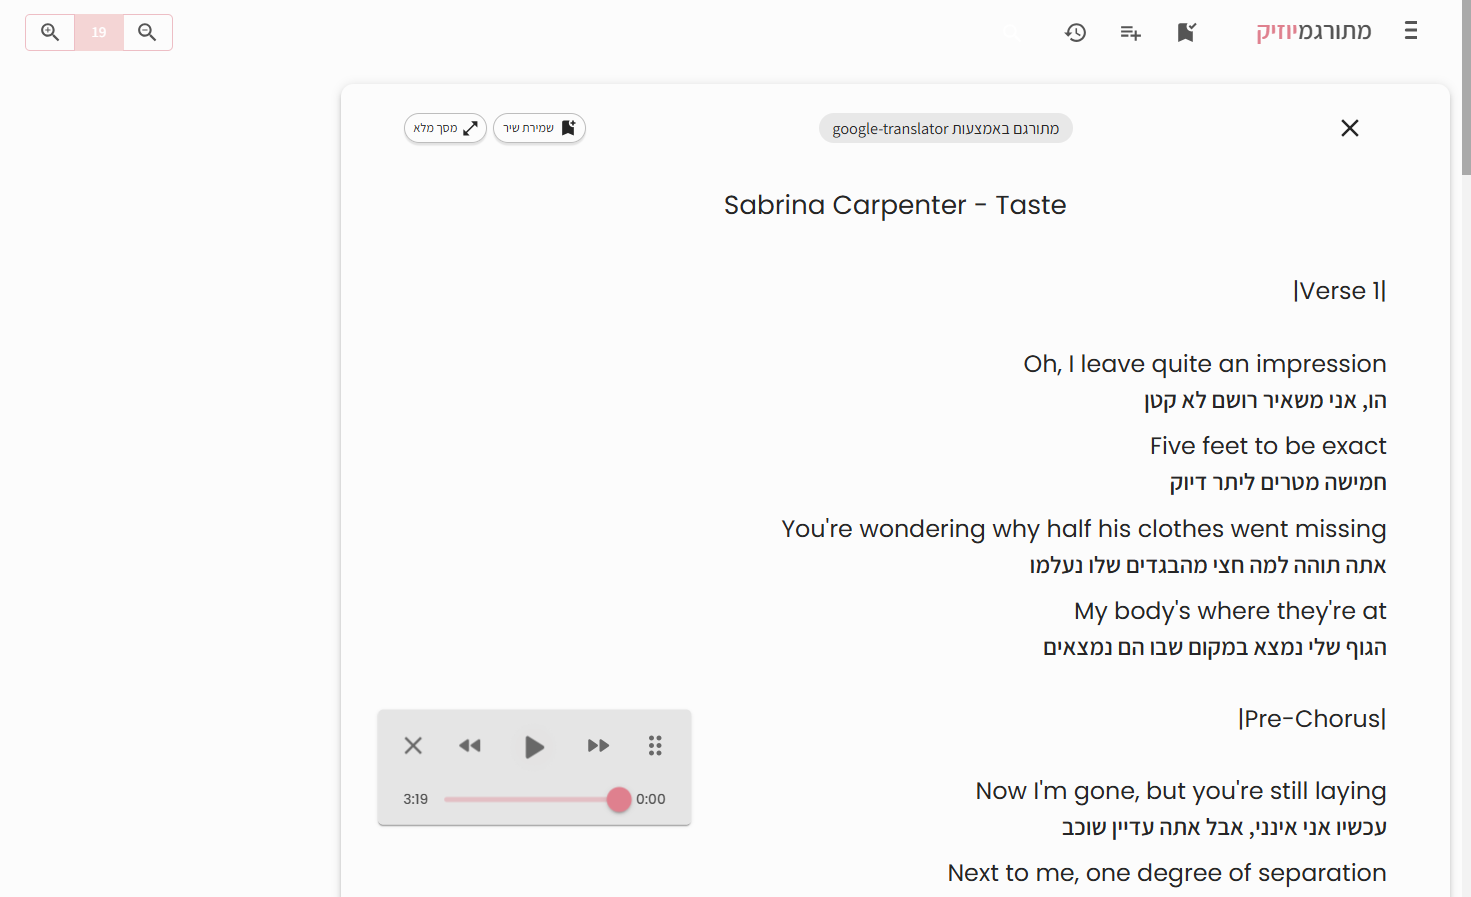 19
מתורגמיוזיק
מסך מלא
שמירת שיר
מתורגם באמצעות google-translator
Sabrina Carpenter - Taste
|Verse 1|
Oh, I leave quite an impression
הו, אני משאיר רושם לא קטן
Five feet to be exact
חמישה מטרים ליתר דיוק
You're wondering why half his clothes went missing
אתה תוהה למה חצי מהבגדים שלו נעלמו
My body's where they're at
הגוף שלי נמצא במקום שבו הם נמצאים
|Pre-Chorus|
Now I'm gone, but you're still laying
עכשיו אני אינני, אבל אתה עדיין שוכב
Next to me, one degree of separation
3:19
0:00